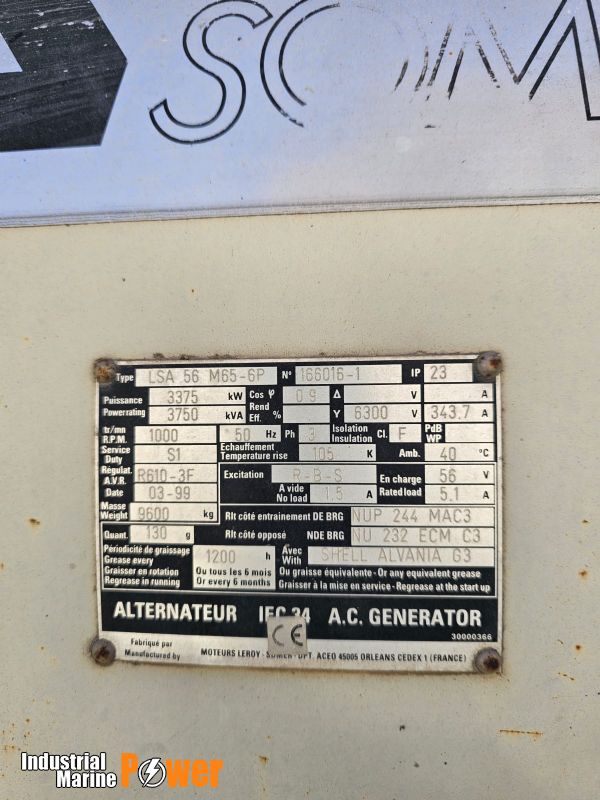 SOM
Type LSA 56 M65-6P N° 166016-1 IP 23
Puissance 3375 kW Cos φ 0.9 Δ V A
Powerrating 3750 kVA Rend Eff. % Y 6300 V 343.7 A
tr/mn R.P.M. 1000 50 Hz Ph 3 Isolation Insulation Cl. F PdB WP
Service Duty S1 Echauffement Temperature rise 105 K Amb. 40 °C
Régulat. A.V.R. R610-3F Excitation R-B-S En charge Rated load 56 V
Date 03-99 A vide No load 1.5 A 5.1 A
Masse Weight 9600 kg Rlt côté entrainement DE BRG NUP 244 MAC3
Quant. 130 g Rlt côté opposé NDE BRG NU 232 ECM C3
Périodicité de graissage Grease every 1200 h Avec With SHELL ALVANIA G3
Graisser en rotation Ou tous les 6 mois Ou graisse équivalente - Or any equivalent grease
Regrease in running Or every 6 months Graisser à la mise en service - Regrease at the start up
ALTERNATEUR IEC 34 A.C. GENERATOR
CE
30000366
Fabriqué par
Manufactured by MOTEURS LEROY-SOMER-DPT. ACEO 45005 ORLEANS CEDEX 1 (FRANCE)
Industrial
Marine Power